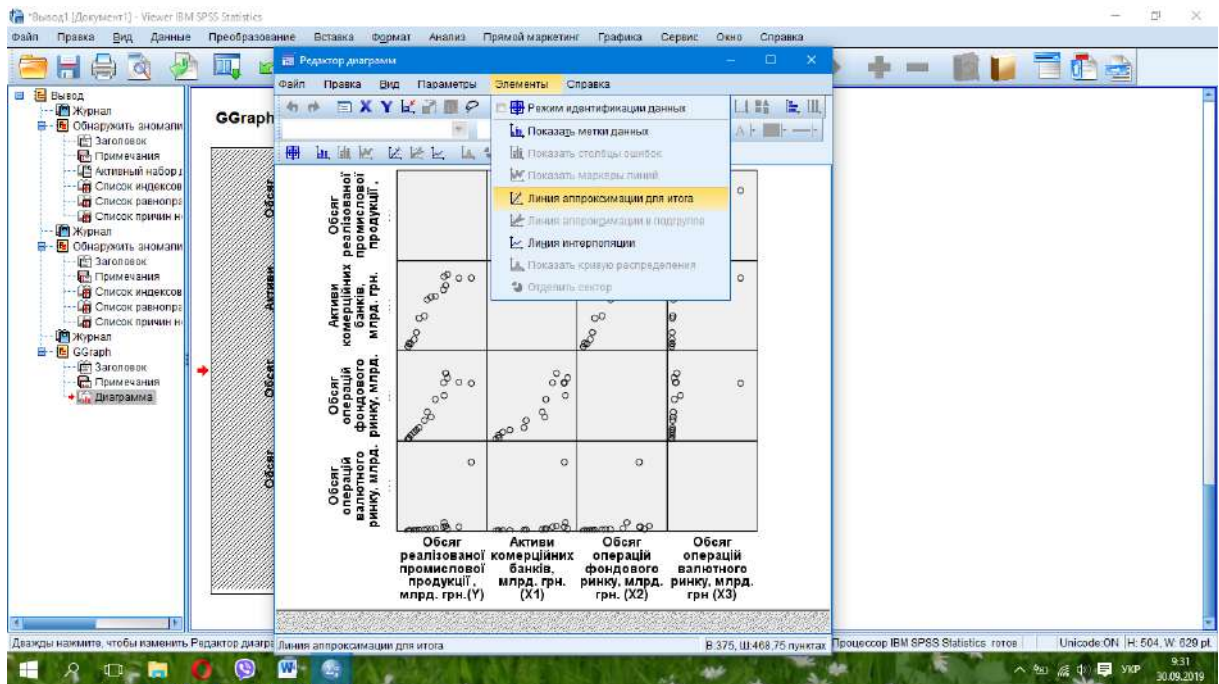 *Вывод1 [Документ1] - Viewer IBM SPSS Statistics
Файл Правка Вид Данные Преобразование Вставка Формат Анализ Прямой маркетинг Графика Сервис Окно Справка
Вывод
Журнал
Обнаружить аномали
Заголовок
Примечания
Активный набор
Список индексов
Список равнопра
Список причин н
Журнал
Обнаружить аномали
Заголовок
Примечания
Список индексов
Список равнопра
Список причин н
Журнал
GGraph
Заголовок
Примечания
Диаграмма
GGraph
Обсяг
Активи
Обсяг
Обсяг
Редактор диаграмм
Файл Правка Вид Параметры Элементы Справка
X Y
Режим идентификации данных
Показать метки данных
Показать столбцы ошибок
Показать маркеры линий
Линия аппроксимации для итога
Линия аппроксимации в подгруппе
Линия интерполяции
Показать кривую распределения
Отделить сектор
Обсяг
реалізованої
промислової
продукції ,
...
Активи
комерційних
банків,
млрд. грн.
...
Обсяг
операцій
фондового
ринку, млрд.
...
Обсяг
операцій
валютного
ринку, млрд.
...
Обсяг
реалізованої
промислової
продукції ,
млрд. грн.(Y)
Активи
комерційних
банків,
млрд. грн.
(X1)
Обсяг
операцій
фондового
ринку, млрд.
грн. (X2)
Обсяг
операцій
валютного
ринку, млрд.
грн (X3)
Дважды нажмите, чтобы изменить Редактор диагр
Линия аппроксимации для итога
В:375, Ш:468,75 пунктах
Процессор IBM SPSS Statistics готов
Unicode:ON
H: 504, W: 629 pt.
УКР
9:31
30.09.2019